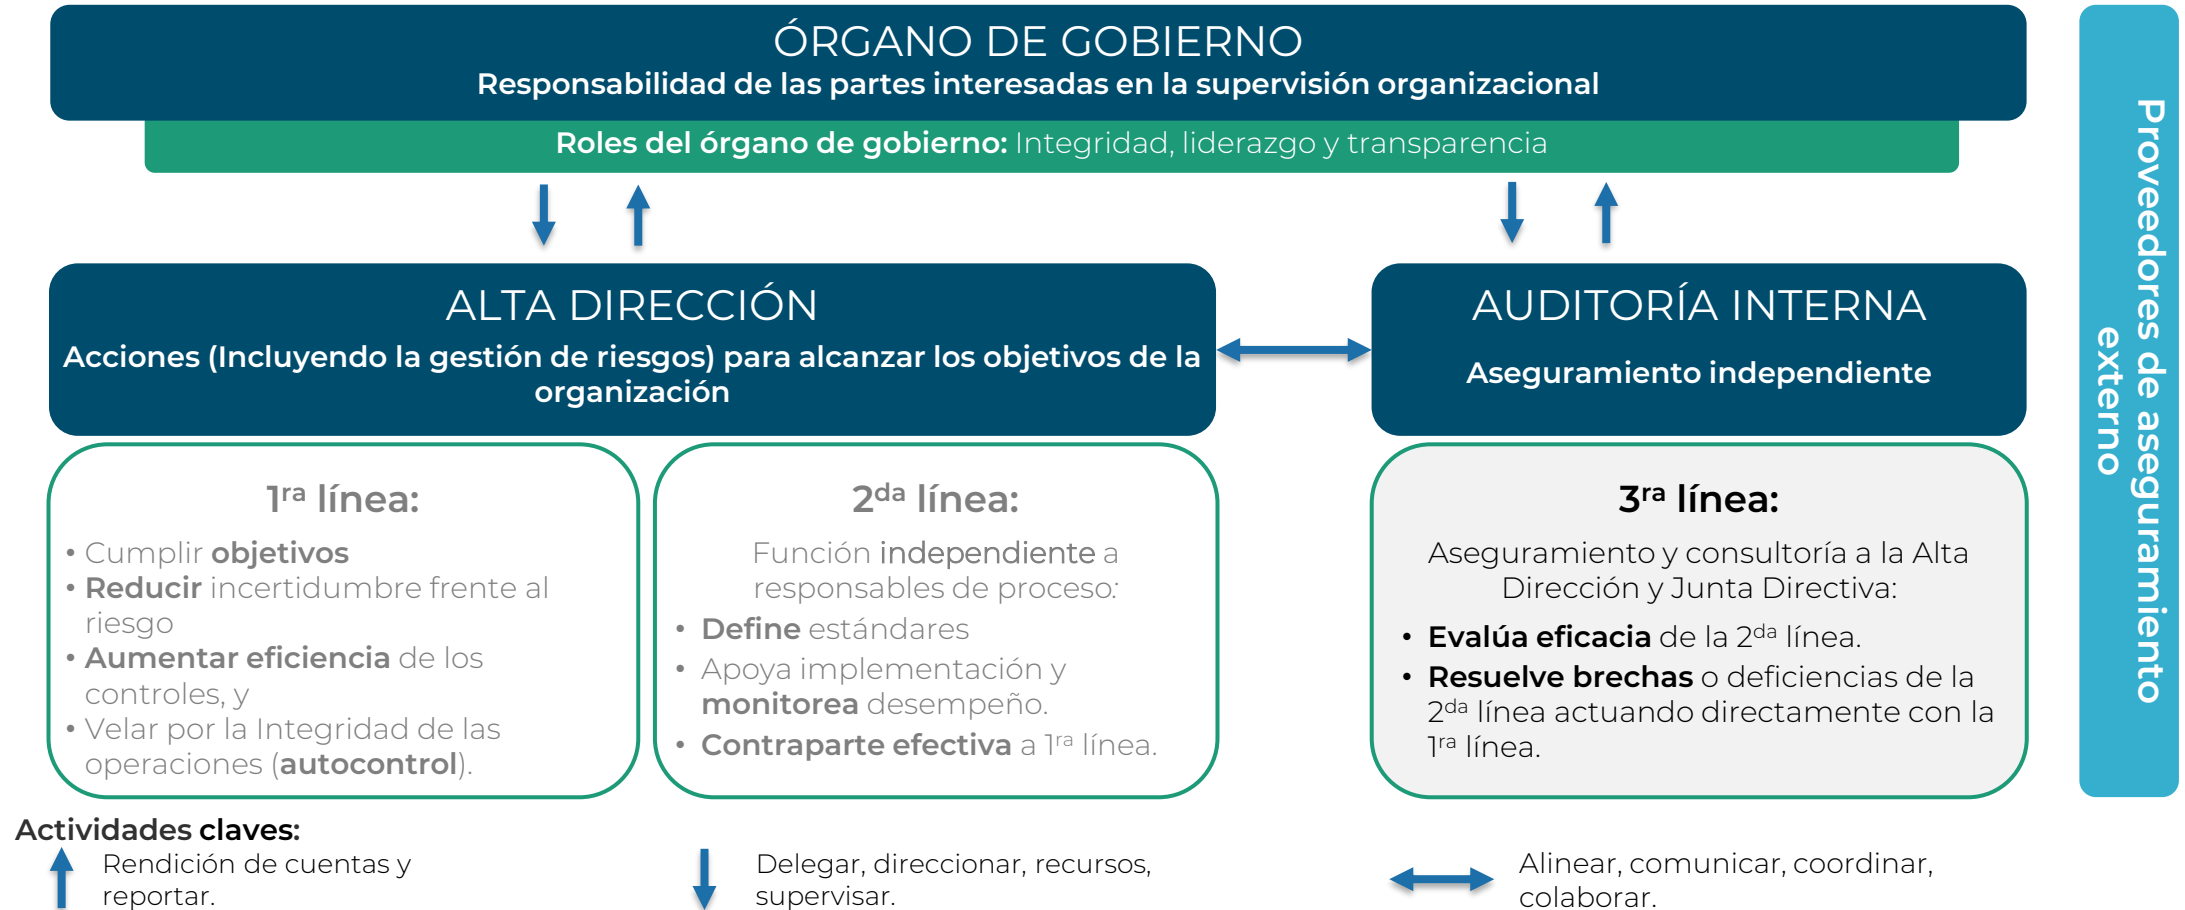 ÓRGANO DE GOBIERNO
Responsabilidad de las partes interesadas en la supervisión organizacional
Roles del órgano de gobierno: Integridad, liderazgo y transparencia
ALTA DIRECCIÓN
Acciones (Incluyendo la gestión de riesgos) para alcanzar los objetivos de la
organización
AUDITORÍA INTERNA
Aseguramiento independiente
1ra línea:
• Cumplir objetivos
• Reducir incertidumbre frente al
riesgo
• Aumentar eficiencia de los
controles, y
• Velar por la Integridad de las
operaciones (autocontrol).
2da línea:
Función independiente a
responsables de proceso:
• Define estándares
• Apoya implementación y
monitorea desempeño.
• Contraparte efectiva a 1ra línea.
3ra línea:
Aseguramiento y consultoría a la Alta
Dirección y Junta Directiva:
• Evalúa eficacia de la 2da línea.
• Resuelve brechas o deficiencias de la
2da línea actuando directamente con la
1ra línea.
Proveedores de aseguramiento
externo
Actividades claves:
Rendición de cuentas y
reportar.
Delegar, direccionar, recursos,
supervisar.
Alinear, comunicar, coordinar,
colaborar.